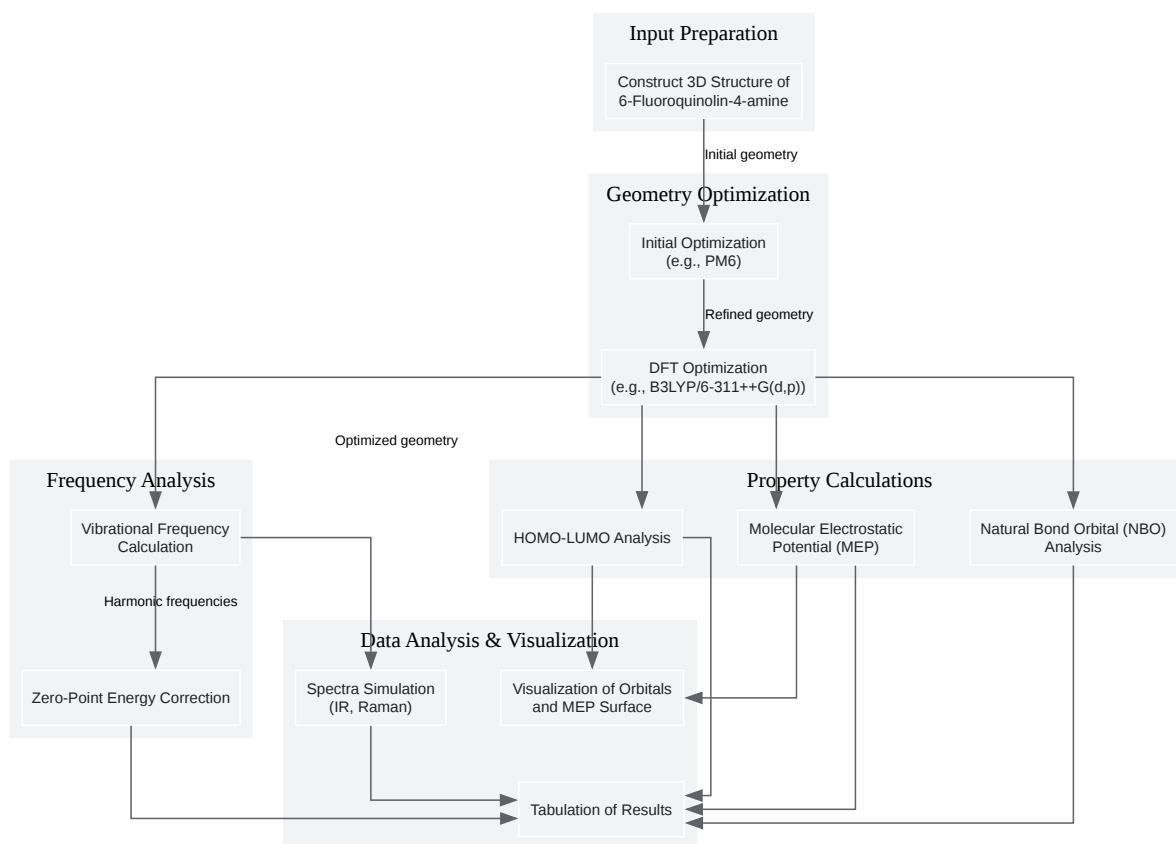 Input Preparation
Construct 3D Structure of
6-Fluoroquinolin-4-amine
Initial geometry
Geometry Optimization
Initial Optimization
(e.g., PM6)
Refined geometry
DFT Optimization
(e.g., B3LYP/6-311++G(d,p))
Optimized geometry
Frequency Analysis
Property Calculations
Vibrational Frequency
Calculation
HOMO-LUMO Analysis
Molecular Electrostatic
Potential (MEP)
Natural Bond Orbital (NBO)
Analysis
Harmonic frequencies
Data Analysis & Visualization
Zero-Point Energy Correction
Spectra Simulation
(IR, Raman)
Visualization of Orbitals
and MEP Surface
Tabulation of Results